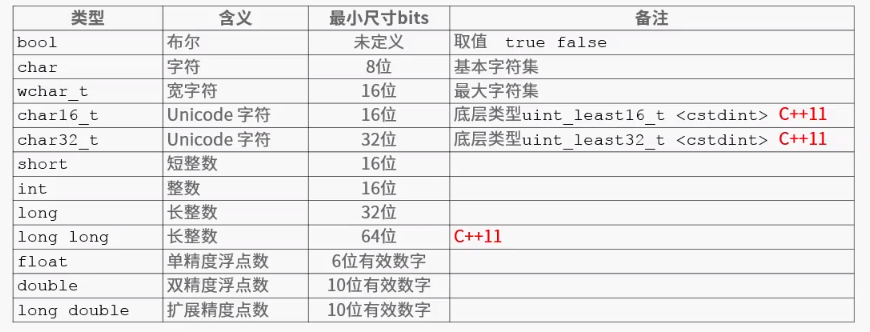 类型 含义 最小尺寸bits 备注
bool 布尔 未定义 取值 true false
char 字符 8位 基本字符集
wchar_t 宽字符 16位 最大字符集
char16_t Unicode 字符 16位 底层类型uint_least16_t <cstdint> C++11
char32_t Unicode 字符 32位 底层类型uint_least32_t <cstdint> C++11
short 短整数 16位
int 整数 16位
long 长整数 32位
long long 长整数 64位 C++11
float 单精度浮点数 6位有效数字
double 双精度浮点数 10位有效数字
long double 扩展精度点数 10位有效数字